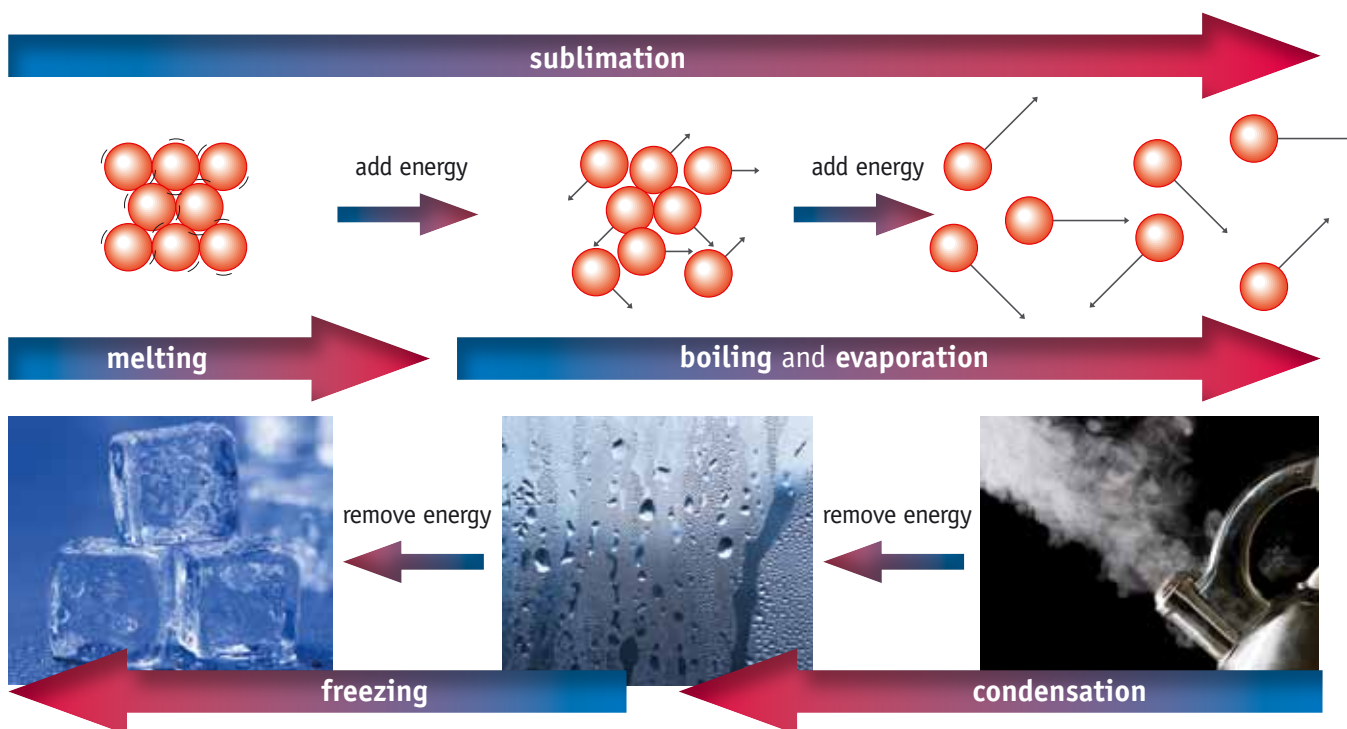 sublimation
add energy
add energy
melting
boiling and evaporation
remove energy
remove energy
freezing
condensation